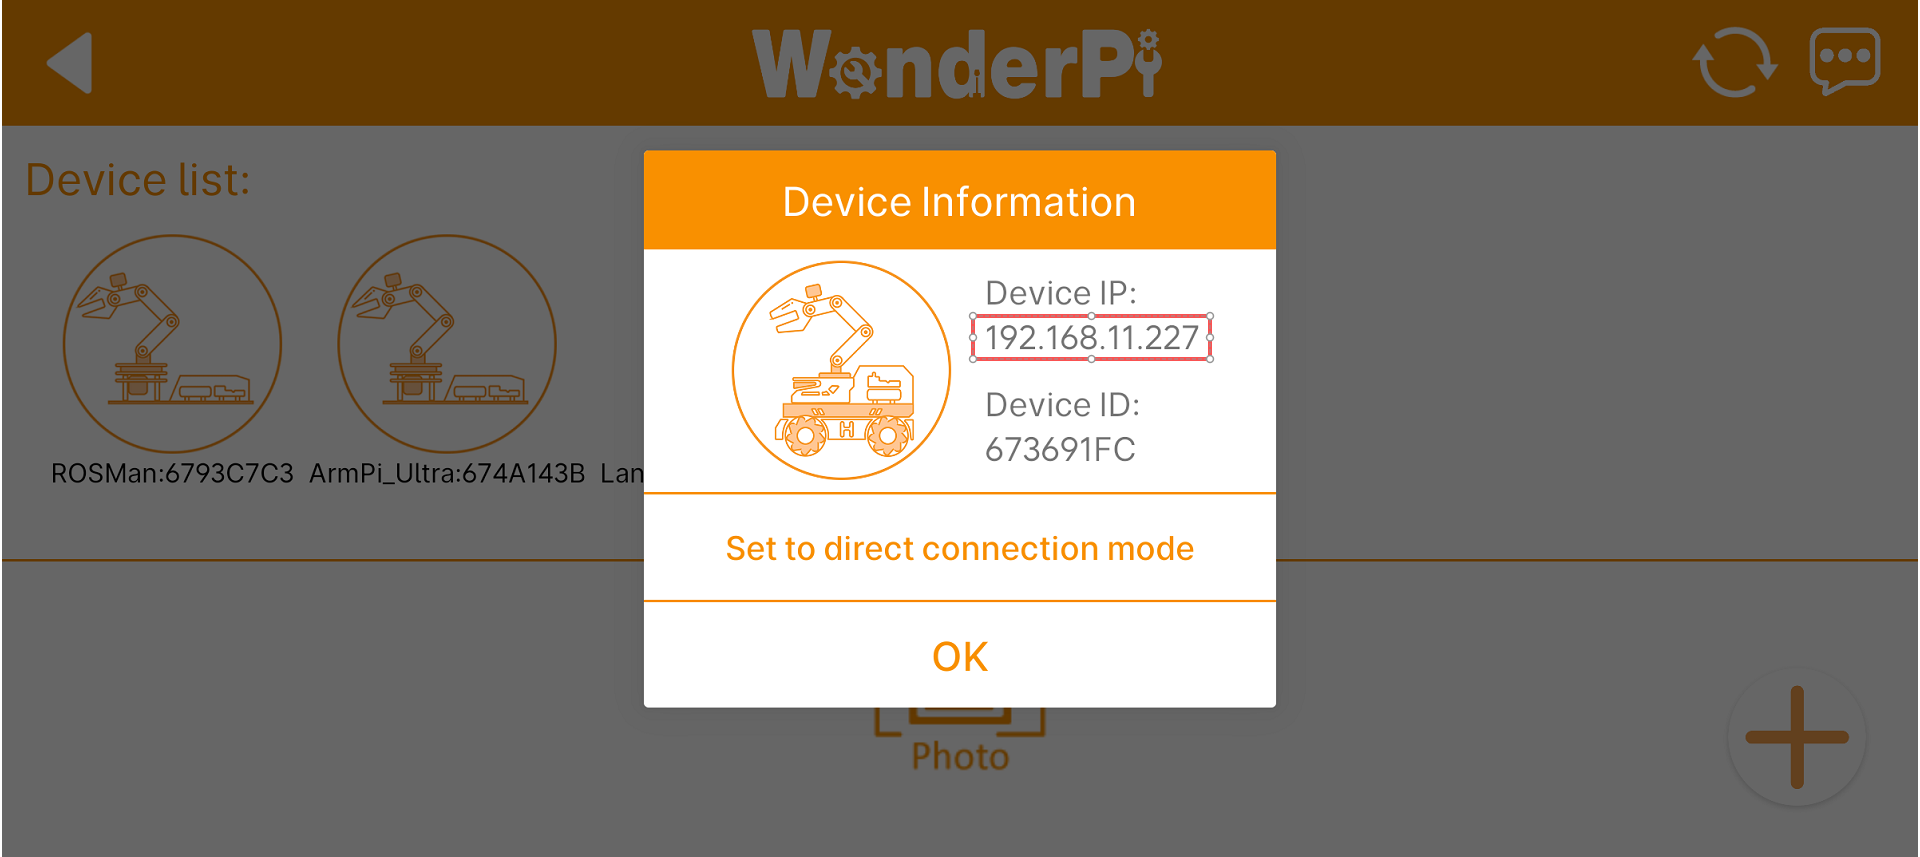 WonderPi
Device list:
ROSMan:6793C7C3 ArmPi_Ultra:674A143B Lan
Device Information
Device IP:
192.168.11.227
Device ID:
673691FC
H
Set to direct connection mode
OK
Photo